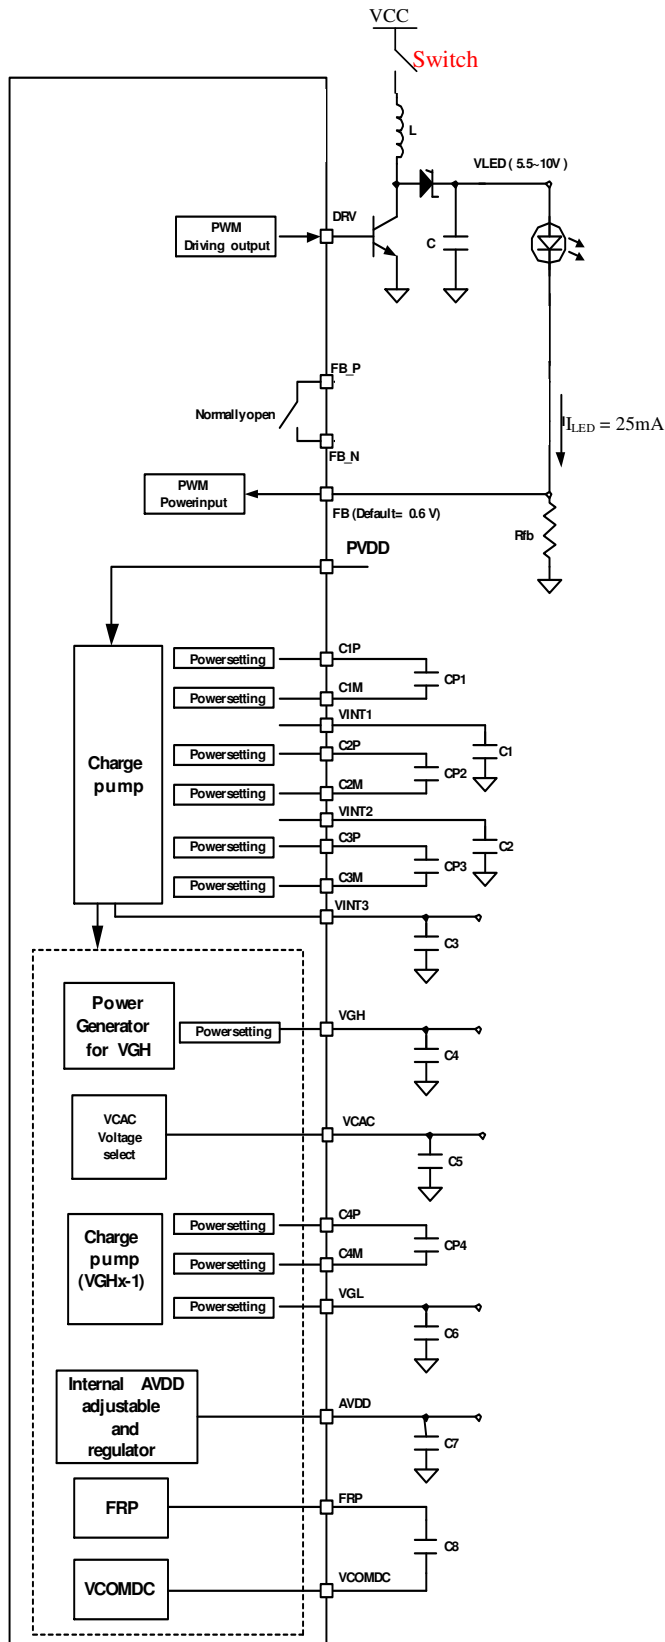 VCC
Switch
L
VLED ( 5.5~10V )
DRV
PWM
Driving output
C
FB_P
Normallyopen
FB_N
ILED = 25mA
PWM
Powerinput
FB (Default= 0.6 V)
Rfb
PVDD
Charge
pump
Powersetting
C1P
CP1
Powersetting
C1M
VINT1
C1
Powersetting
C2P
CP2
Powersetting
C2M
VINT2
C2
Powersetting
C3P
CP3
Powersetting
C3M
VINT3
C3
Power
Generator
for VGH
Powersetting
VGH
C4
VCAC
Voltage
select
VCAC
C5
Charge
pump
(VGHx-1)
Powersetting
C4P
CP4
Powersetting
C4M
Powersetting
VGL
C6
Internal AVDD
adjustable
and
regulator
AVDD
C7
FRP
FRP
C8
VCOMDC
VCOMDC